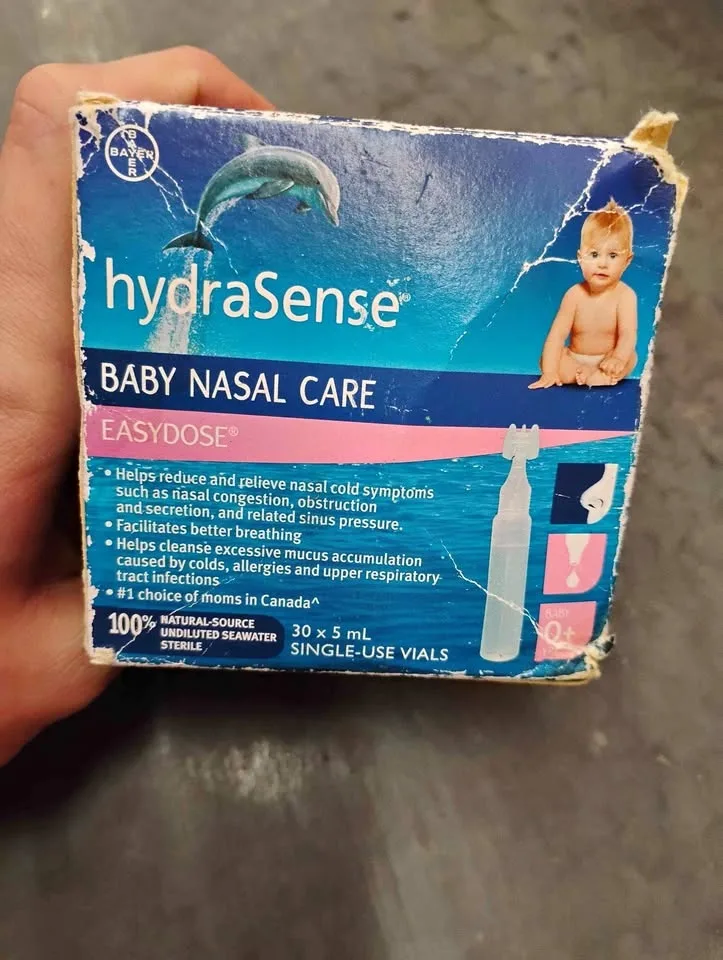 BAYER
BAYER
hydraSense®
BABY NASAL CARE
EASYDOSE®
• Helps reduce and relieve nasal cold symptoms
such as nasal congestion, obstruction
and secretion, and related sinus pressure.
• Facilitates better breathing
• Helps cleanse excessive mucus accumulation
caused by colds, allergies and upper respiratory
tract infections
• #1 choice of moms in Canada^
100% NATURAL-SOURCE
UNDILUTED SEAWATER
STERILE
30 x 5 mL
SINGLE-USE VIALS
BABY
0+